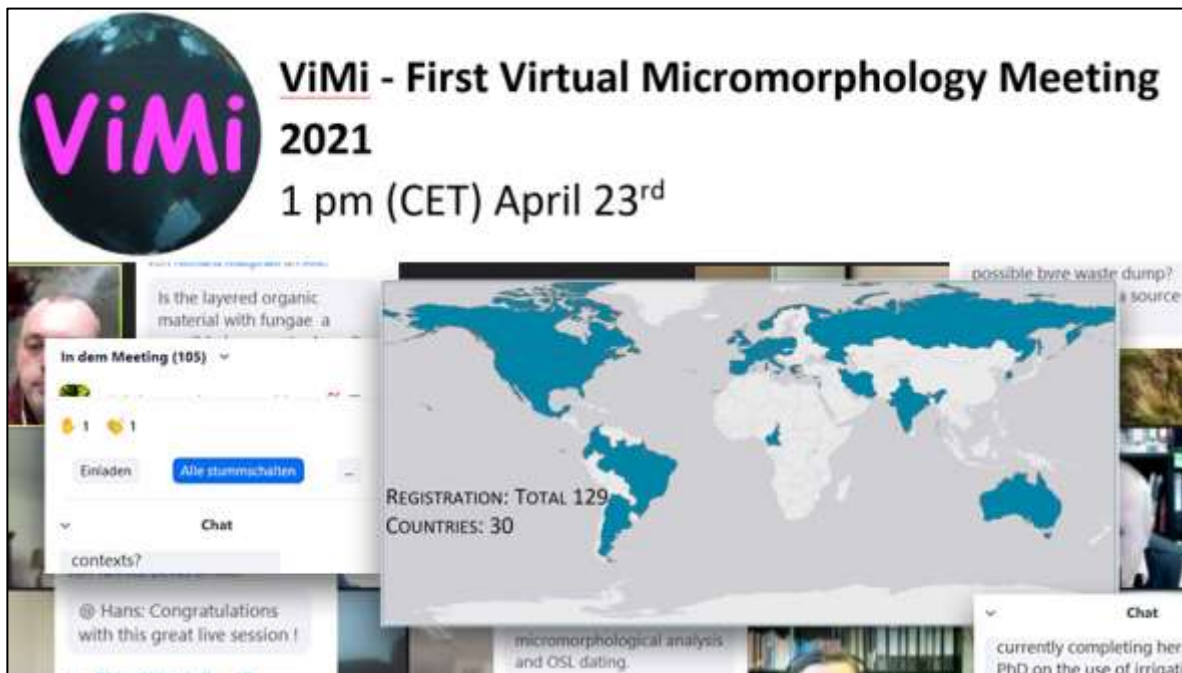 ViMi
ViMi - First Virtual Micromorphology Meeting
2021
1 pm (CET) April 23rd
Is the layered organic
material with fungae a
possible byre waste dump?
a source
In dem Meeting (105)
1 1
Einladen
Alle stummschalten
...
Chat
contexts?
REGISTRATION: TOTAL 129
COUNTRIES: 30
@ Hans: Congratulations
with this great live session !
micromorphological analysis
and OSL dating.
Chat
currently completing her
PhD on the use of irrigati